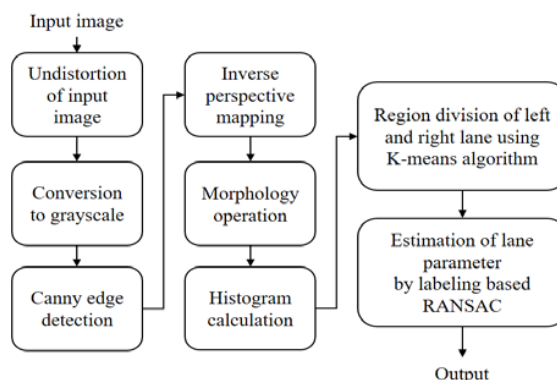 Input image
Undistortion
of input
image
Conversion
to grayscale
Canny edge
detection
Inverse
perspective
mapping
Morphology
operation
Histogram
calculation
Region division of left
and right lane using
K-means algorithm
Estimation of lane
parameter
by labeling based
RANSAC
Output